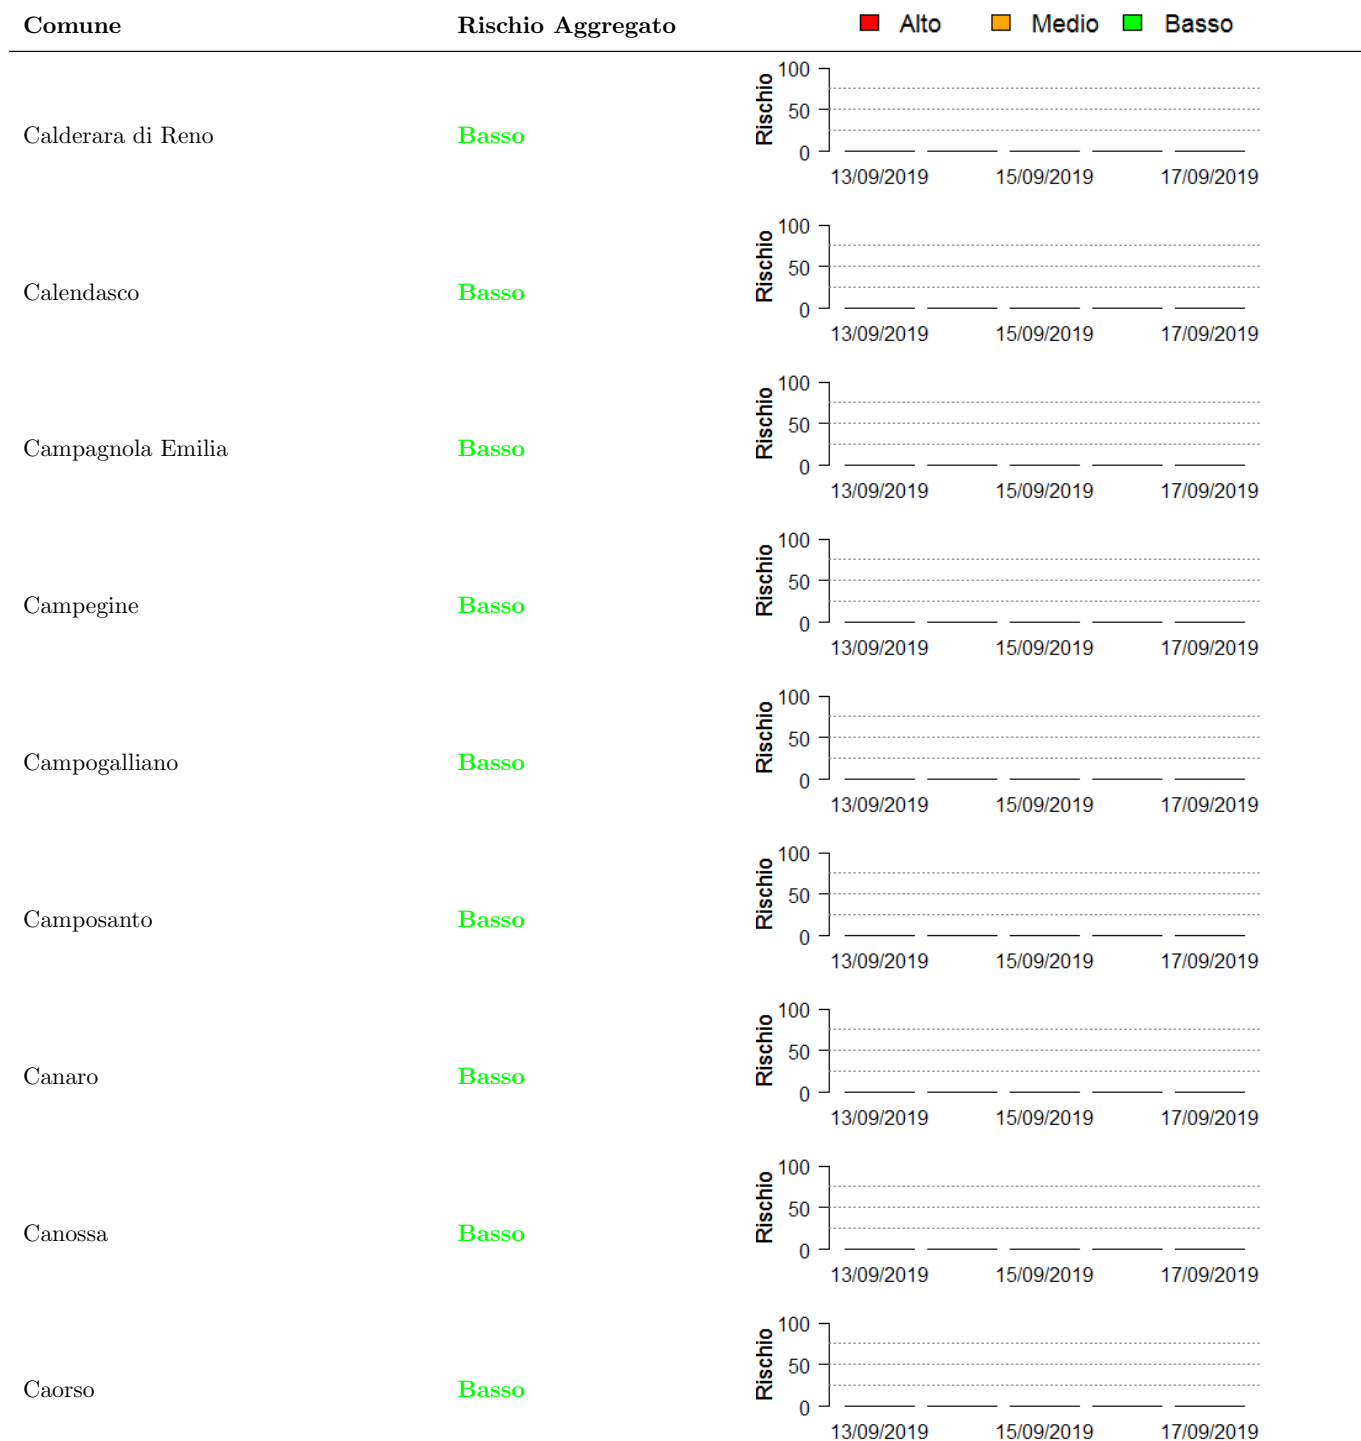 Comune Rischio Aggregato Alto Medio Basso
100
Rischio
50
Calderara di Reno Basso
0
13/09/2019 15/09/2019 17/09/2019
100
Rischio
50
Calendasco Basso
0
13/09/2019 15/09/2019 17/09/2019
100
Rischio
50
Campagnola Emilia Basso
0
13/09/2019 15/09/2019 17/09/2019
100
Rischio
50
Campegine Basso
0
13/09/2019 15/09/2019 17/09/2019
100
Rischio
50
Campogalliano Basso
0
13/09/2019 15/09/2019 17/09/2019
100
Rischio
50
Camposanto Basso
0
13/09/2019 15/09/2019 17/09/2019
100
Rischio
50
Canaro Basso
0
13/09/2019 15/09/2019 17/09/2019
100
Rischio
50
Canossa Basso
0
13/09/2019 15/09/2019 17/09/2019
100
Rischio
50
Caorso Basso
0
13/09/2019 15/09/2019 17/09/2019